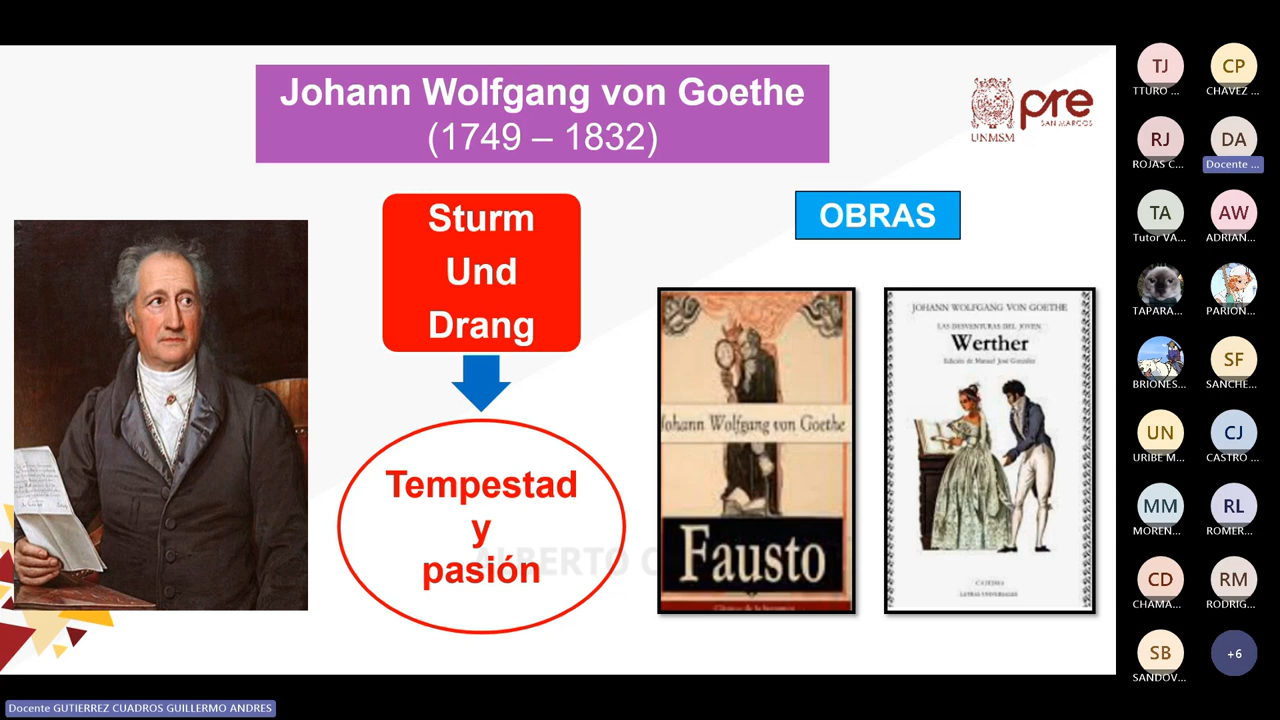 Johann Wolfgang von Goethe
(1749 – 1832)
UNMSM
pre
SAN MARCOS
Sturm
Und
Drang
OBRAS
Tempestad
y
pasión
ALBERTO
Johann Wolfgang von Goethe
Fausto
JOHANN WOLFGANG VON GOETHE
LAS DESVENTURAS DEL JOVEN
Werther
Edición de Manuel José González
CATEDRA
LETRAS UNIVERSALES
TJ
TTURO ...
CP
CHAVEZ ...
RJ
ROJAS C...
DA
Docente ...
TA
Tutor VA...
AW
ADRIAN...
TAPARA...
PARION...
BRIONES...
SF
SANCHE...
UN
URIBE M...
CJ
CASTRO ...
MM
MOREN...
RL
ROMER...
CD
CHAMA...
RM
RODRIG...
SB
SANDOV...
+6
Docente GUTIERREZ CUADROS GUILLERMO ANDRES